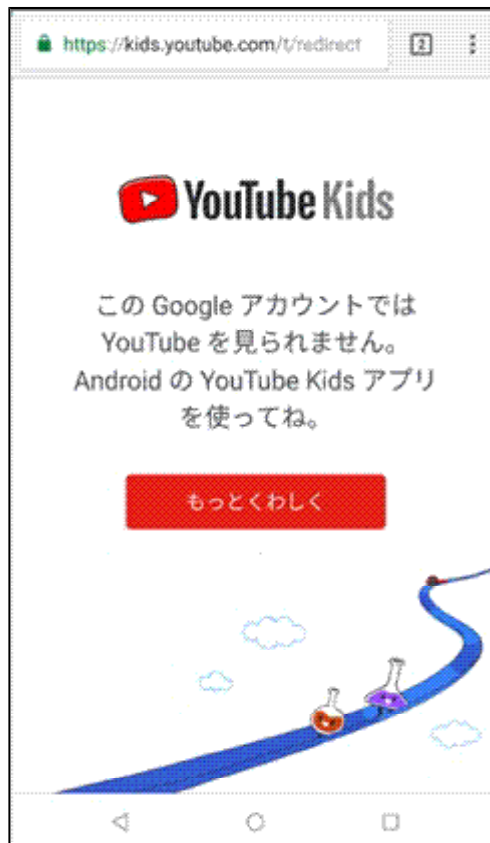 https://kids.youtube.com/t/redirect
2
YouTube Kids
この Google アカウントでは
YouTube を見られません。
Android の YouTube Kids アプリ
を使ってね。
もっとくわしく